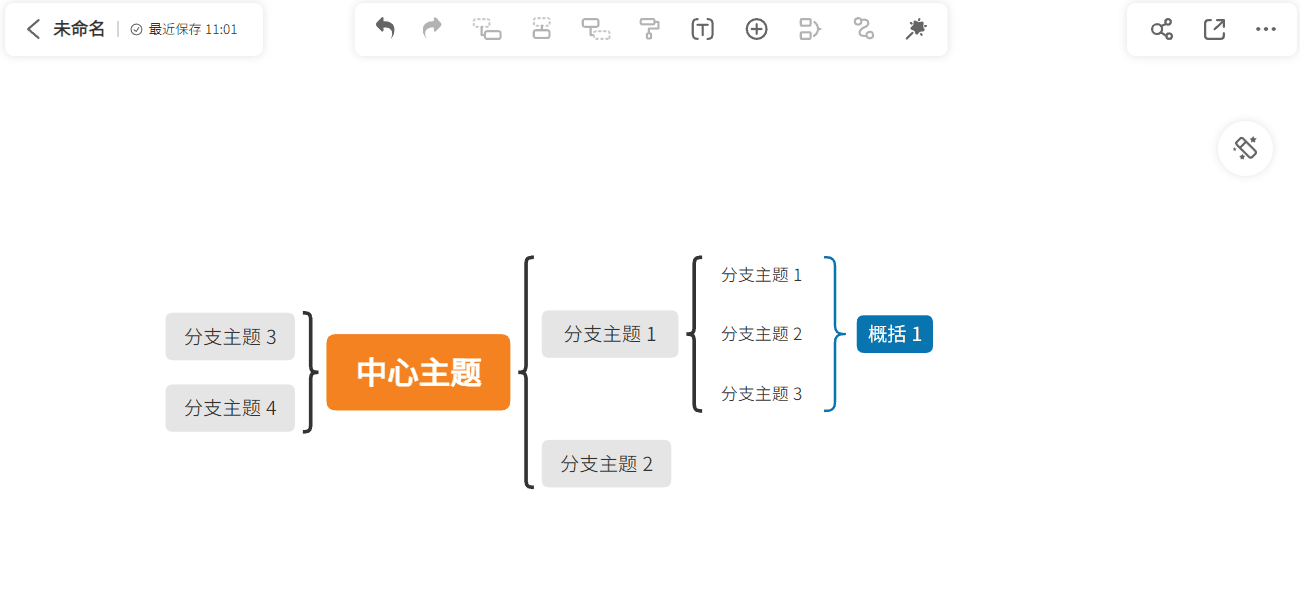 未命名
最近保存 11:01
分支主题 3
分支主题 4
中心主题
分支主题 1
分支主题 2
分支主题 1
分支主题 2
分支主题 3
概括 1